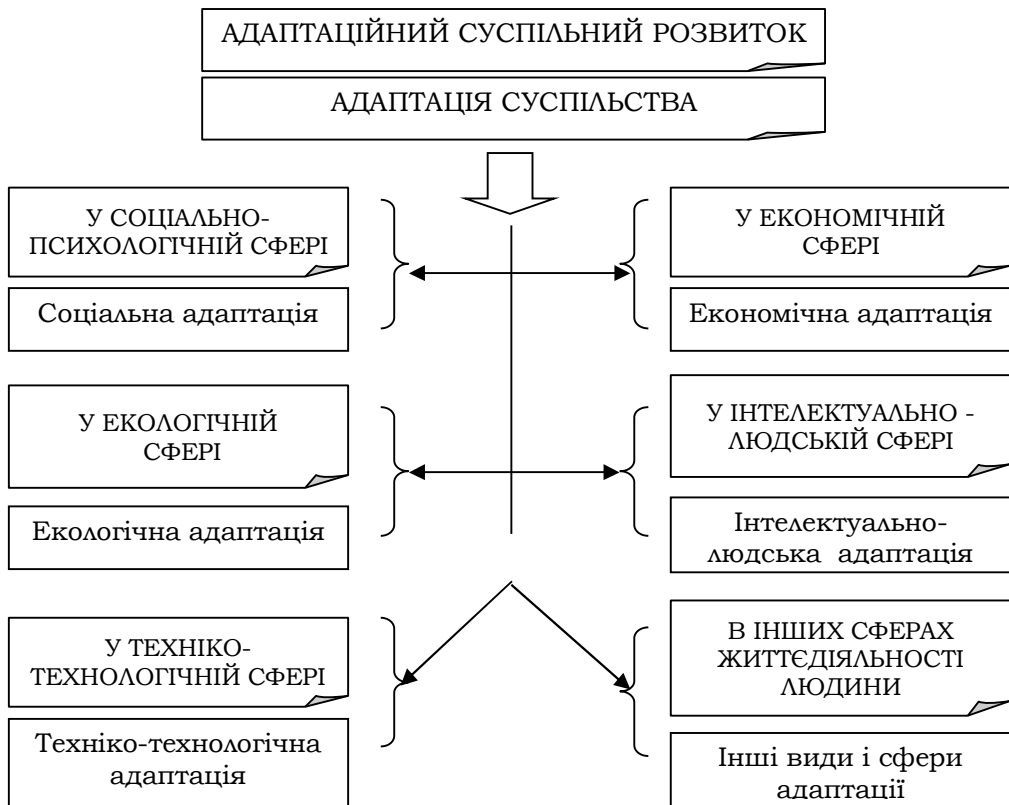 АДАПТАЦІЙНИЙ СУСПІЛЬНИЙ РОЗВИТОК
АДАПТАЦІЯ СУСПІЛЬСТВА
У СОЦІАЛЬНО-
ПСИХОЛОГІЧНІЙ СФЕРІ
Соціальна адаптація
У ЕКОНОМІЧНІЙ
СФЕРІ
Економічна адаптація
У ЕКОЛОГІЧНІЙ
СФЕРІ
Екологічна адаптація
У ІНТЕЛЕКТУАЛЬНО -
ЛЮДСЬКІЙ СФЕРІ
Інтелектуально-
людська адаптація
У ТЕХНІКО-
ТЕХНОЛОГІЧНІЙ СФЕРІ
Техніко-технологічна
адаптація
В ІНШИХ СФЕРАХ
ЖИТТЄДІЯЛЬНОСТІ
ЛЮДИНИ
Інші види і сфери
адаптації